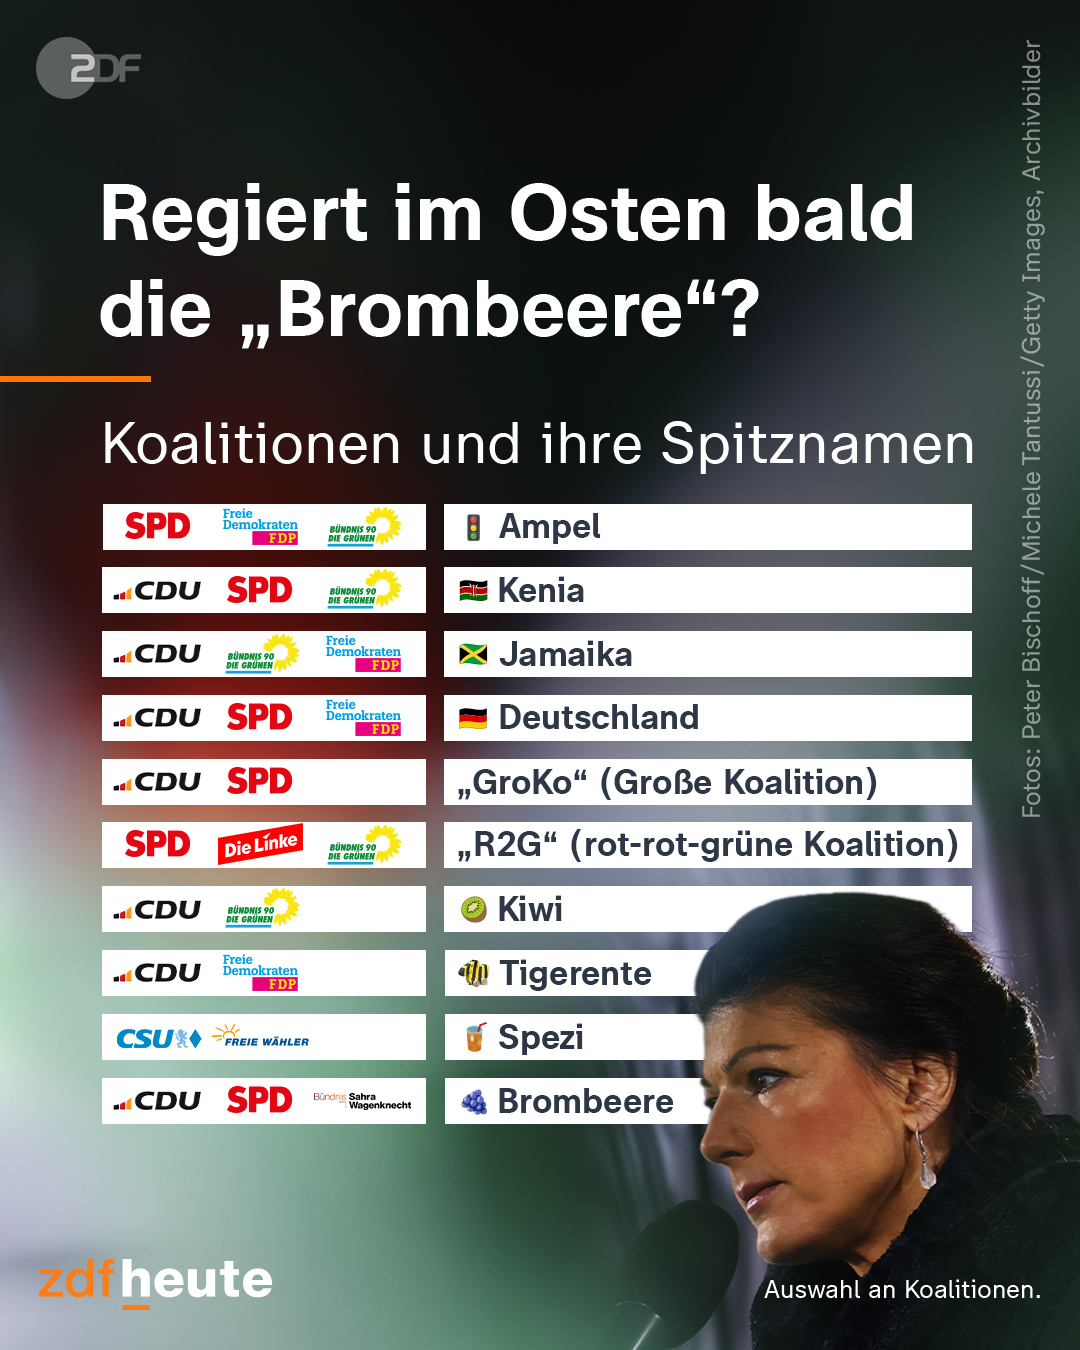 ZDF
Regiert im Osten bald
die „Brombeere“?
Koalitionen und ihre Spitznamen
SPD Freie Demokraten FDP BÜNDNIS 90 DIE GRÜNEN Ampel
CDU SPD BÜNDNIS 90 DIE GRÜNEN Kenia
CDU BÜNDNIS 90 DIE GRÜNEN Freie Demokraten FDP Jamaika
CDU SPD Freie Demokraten FDP Deutschland
CDU SPD „GroKo“ (Große Koalition)
SPD Die Linke BÜNDNIS 90 DIE GRÜNEN „R2G“ (rot-rot-grüne Koalition)
CDU BÜNDNIS 90 DIE GRÜNEN Kiwi
CDU Freie Demokraten FDP Tigerente
CSU FREIE WÄHLER Spezi
CDU SPD Bündnis Sahra Wagenknecht Brombeere
zdfheute
Auswahl an Koalitionen.
Fotos: Peter Bischoff/Michele Tantussi/Getty Images, Archivbilder